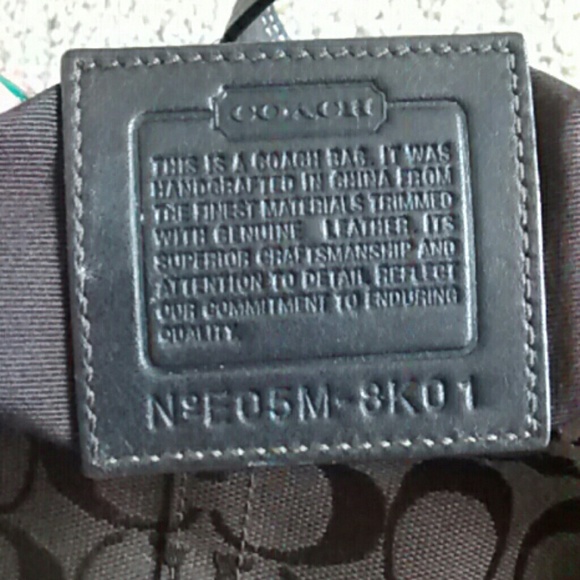 COACH
THIS IS A COACH BAG. IT WAS
HANDCRAFTED IN CHINA FROM
THE FINEST MATERIALS TRIMMED
WITH GENUINE LEATHER. ITS
SUPERIOR CRAFTSMANSHIP AND
ATTENTION TO DETAIL REFLECT
OUR COMMITMENT TO ENDURING
QUALITY.
NºE05M-8K01